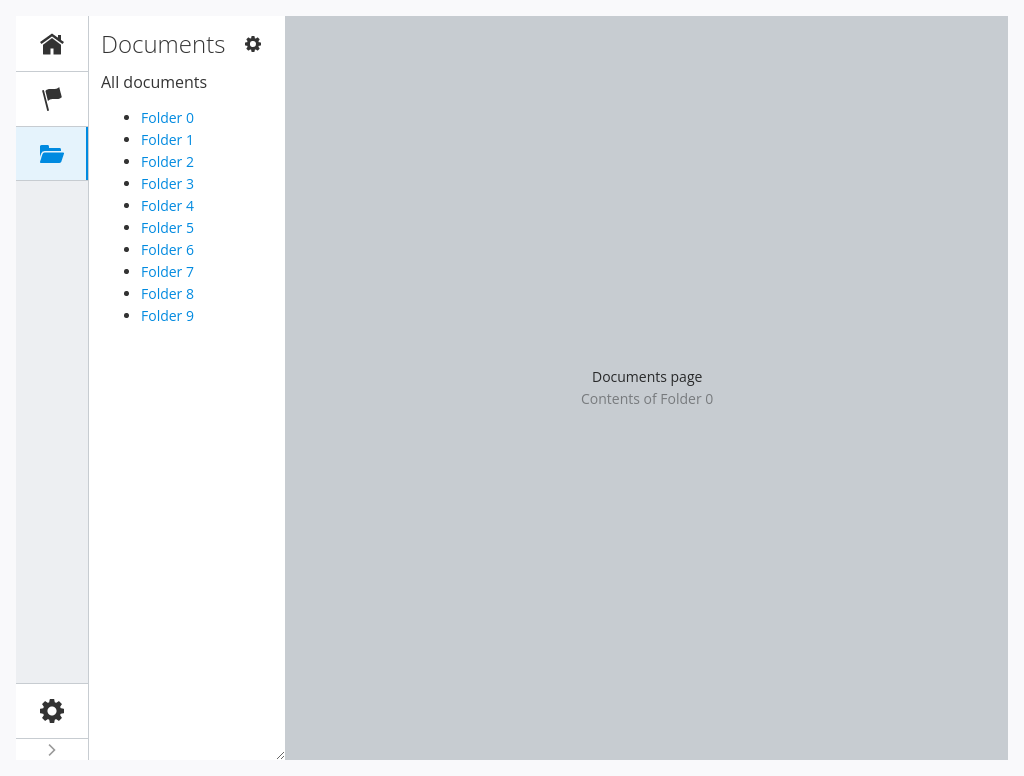 Documents
All documents
Folder 0
Folder 1
Folder 2
Folder 3
Folder 4
Folder 5
Folder 6
Folder 7
Folder 8
Folder 9
Documents page
Contents of Folder 0